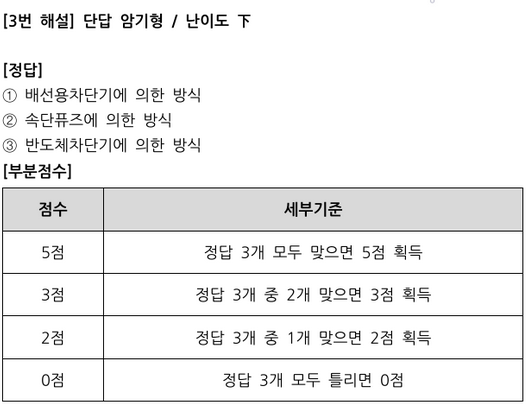 [3번 해설] 단답 암기형 / 난이도 下
[정답]
① 배선용차단기에 의한 방식
② 속단퓨즈에 의한 방식
③ 반도체차단기에 의한 방식
[부분점수]
점수 세부기준
5점 정답 3개 모두 맞으면 5점 획득
3점 정답 3개 중 2개 맞으면 3점 획득
2점 정답 3개 중 1개 맞으면 2점 획득
0점 정답 3개 모두 틀리면 0점